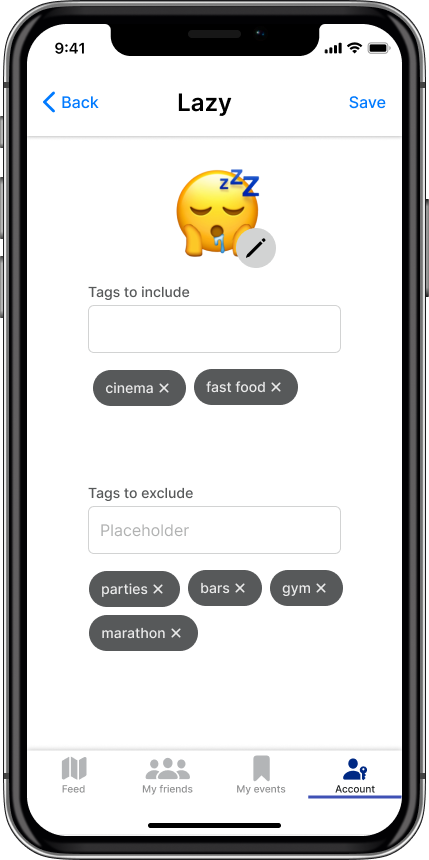 9:41
Back Lazy Save
zZZ
Tags to include
cinema ✕ fast food ✕
Tags to exclude
Placeholder
parties ✕ bars ✕ gym ✕
marathon ✕
Feed My friends My events Account